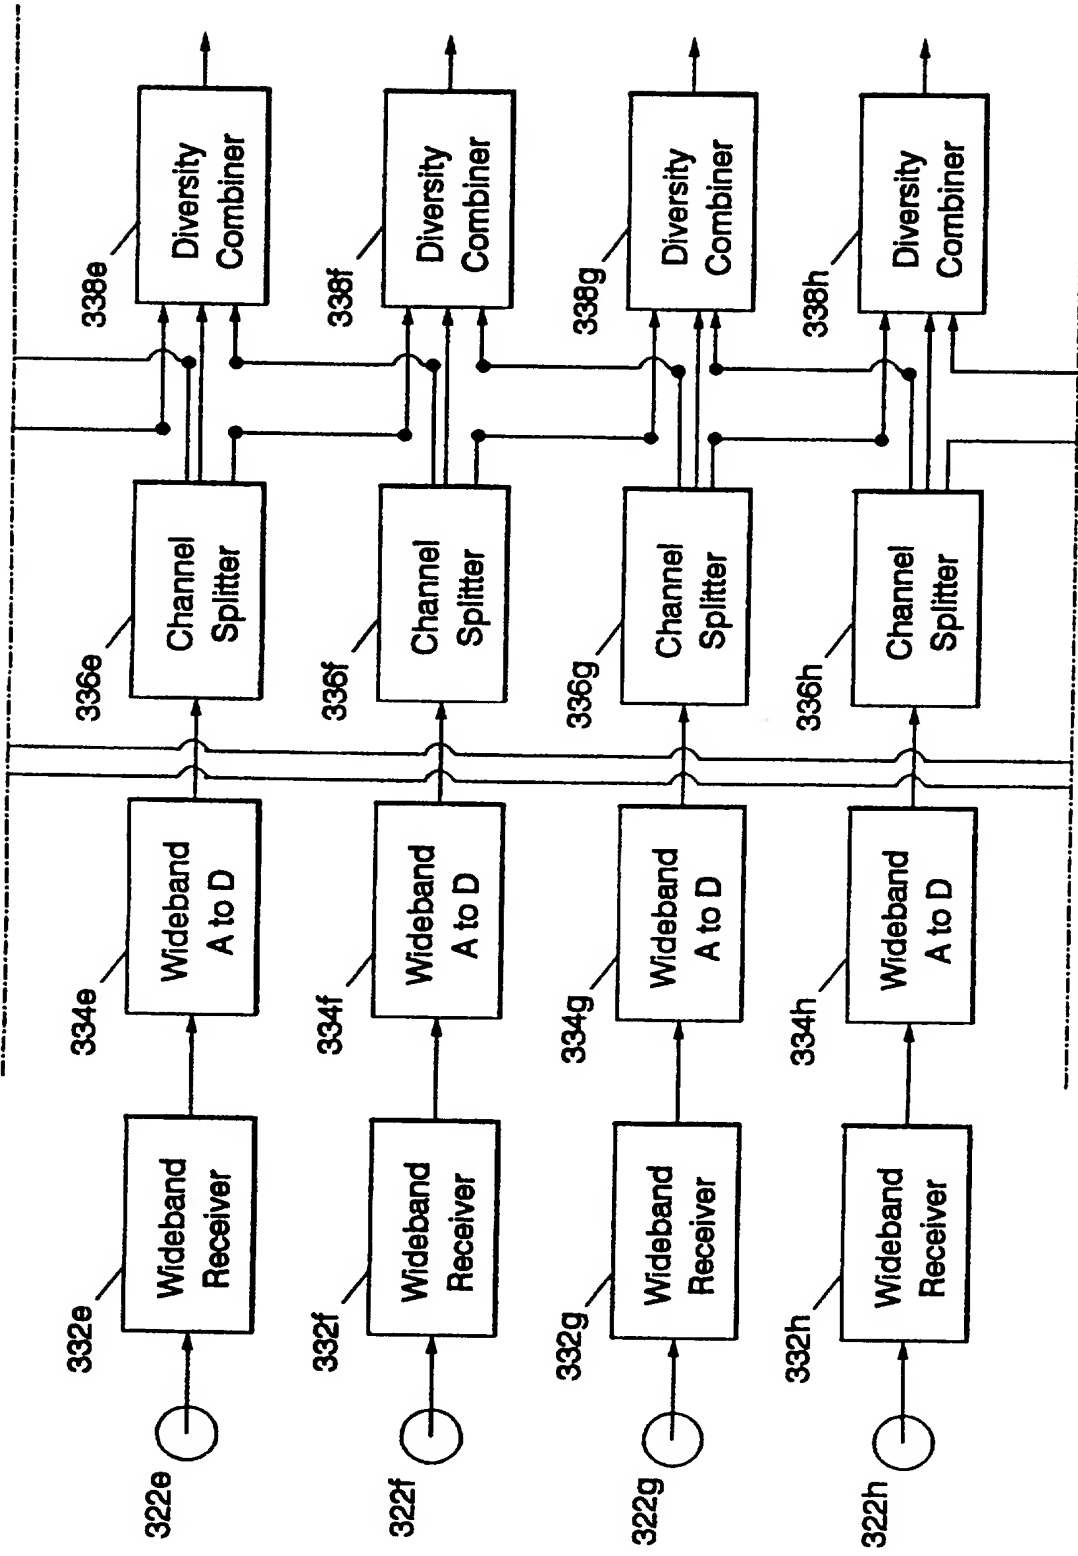 322e
332e
Wideband
Receiver
334e
Wideband
A to D
336e
Channel
Splitter
338e
Diversity
Combiner
322f
332f
Wideband
Receiver
334f
Wideband
A to D
336f
Channel
Splitter
338f
Diversity
Combiner
322g
332g
Wideband
Receiver
334g
Wideband
A to D
336g
Channel
Splitter
338g
Diversity
Combiner
322h
332h
Wideband
Receiver
334h
Wideband
A to D
336h
Channel
Splitter
338h
Diversity
Combiner